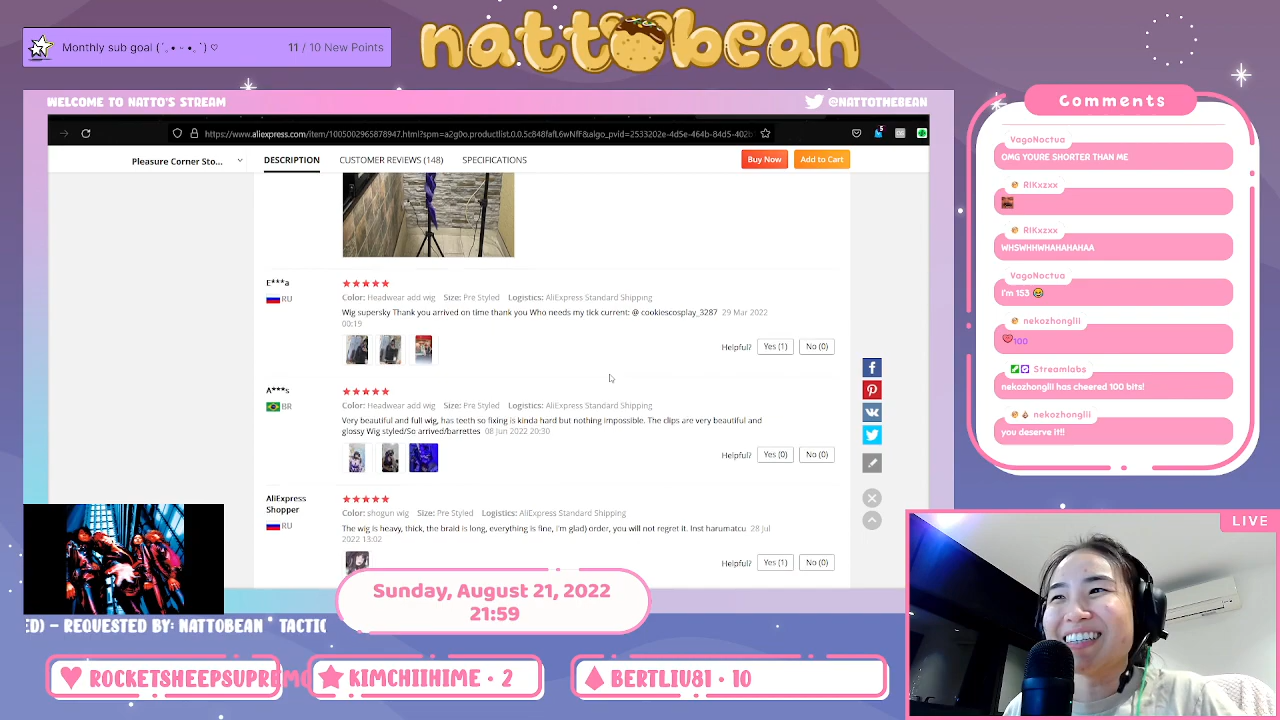 Monthly sub goal (´｡• ᵕ •｡`) ♡
11 / 10 New Points
nattobean
WELCOME TO NATTO'S STREAM
@NATTOTHEBEAN
https://www.aliexpress.com/item/1005002965878947.html?spm=a2g0o.productlist.0.0.5c848fafL6wNfF&algo_pvid=2533202e-4d5e-464b-84d5-402b
Pleasure Corner Sto...
DESCRIPTION
CUSTOMER REVIEWS (148)
SPECIFICATIONS
Buy Now
Add to Cart
E***a
RU
Color: Headwear add wig Size: Pre Styled Logistics: AliExpress Standard Shipping
Wig supersky Thank you arrived on time thank you Who needs my tick current: @ cookiescosplay_3287 29 Mar 2022
00:19
Helpful? Yes (1) No (0)
A***s
BR
Color: Headwear add wig Size: Pre Styled Logistics: AliExpress Standard Shipping
Very beautiful and full wig, has teeth so fixing is kinda hard but nothing impossible. The clips are very beautiful and
glossy Wig styled/So arrived/barrettes 08 Jun 2022 20:30
Helpful? Yes (0) No (0)
AliExpress
Shopper
RU
Color: shogun wig Size: Pre Styled Logistics: AliExpress Standard Shipping
The wig is heavy, thick, the braid is long, everything is fine, I'm glad) order, you will not regret it. Inst harumatcu 28 Jul
2022 13:02
Helpful? Yes (1) No (0)
Comments
VagoNoctua
OMG YOURE SHORTER THAN ME
RIKxzxx
RIKxzxx
WHSWHHWHAHAHAHAA
VagoNoctua
I'm 153 😆
nekozhonglii
100
Streamlabs
nekozhonglii has cheered 100 bits!
nekozhonglii
you deserve it!!
LIVE
Sunday, August 21, 2022
21:59
ED) - REQUESTED BY: NATTOBEAN * TACTIC
ROCKETSHEEPSUPREMO
KIMCHIIHIME · 2
BERTLIU81 · 10